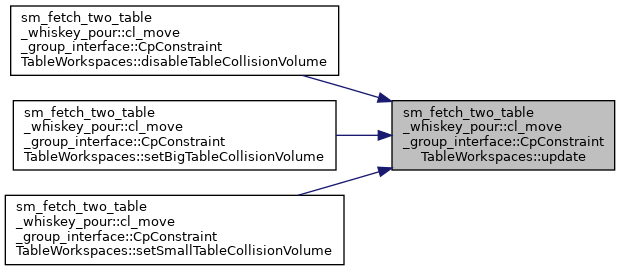 sm_fetch_two_table
_whiskey_pour::cl_move
_group_interface::CpConstraint
TableWorkspaces::disableTableCollisionVolume
sm_fetch_two_table
_whiskey_pour::cl_move
_group_interface::CpConstraint
TableWorkspaces::setBigTableCollisionVolume
sm_fetch_two_table
_whiskey_pour::cl_move
_group_interface::CpConstraint
TableWorkspaces::setSmallTableCollisionVolume
sm_fetch_two_table
_whiskey_pour::cl_move
_group_interface::CpConstraint
TableWorkspaces::update